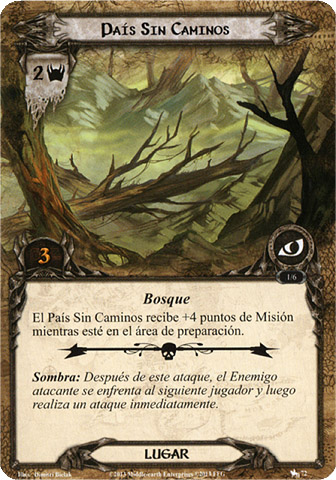 País Sin Caminos
2
3
1/6
Bosque
El País Sin Caminos recibe +4 puntos de Misión
mientras esté en el área de preparación.
Sombra: Después de este ataque, el Enemigo
atacante se enfrenta al siguiente jugador y luego
realiza un ataque inmediatamente.
LUGAR